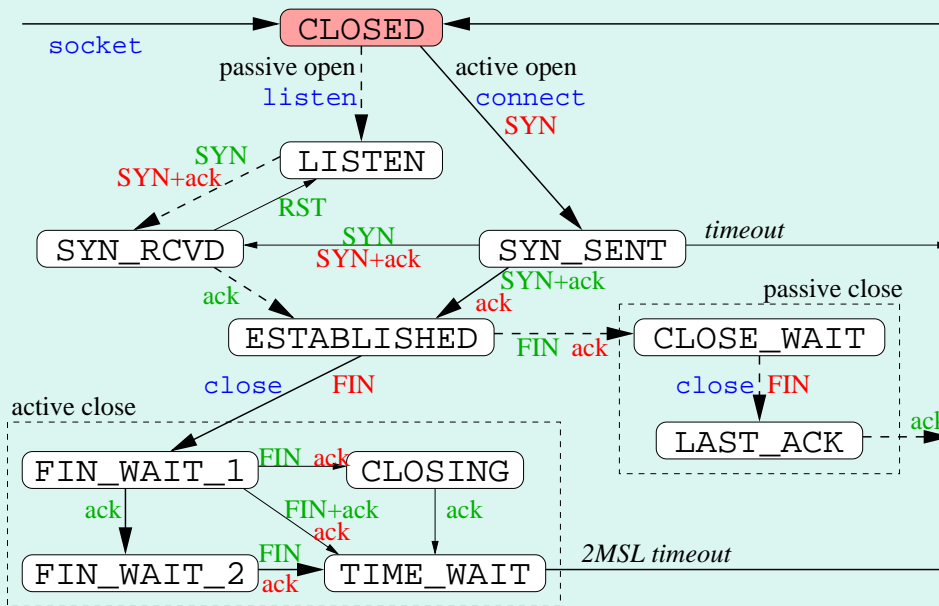 CLOSED
socket
passive open
active open
listen
connect
SYN
LISTEN
SYN
SYN+ack
RST
SYN_RCVD
SYN
SYN+ack
SYN_SENT
timeout
ack
SYN+ack
ack
passive close
ESTABLISHED
FIN ack
CLOSE_WAIT
close FIN
close FIN
active close
ack
LAST_ACK
FIN_WAIT_1
FIN ack
CLOSING
ack
FIN+ack
ack
ack
FIN_WAIT_2
FIN
ack
TIME_WAIT
2MSL timeout